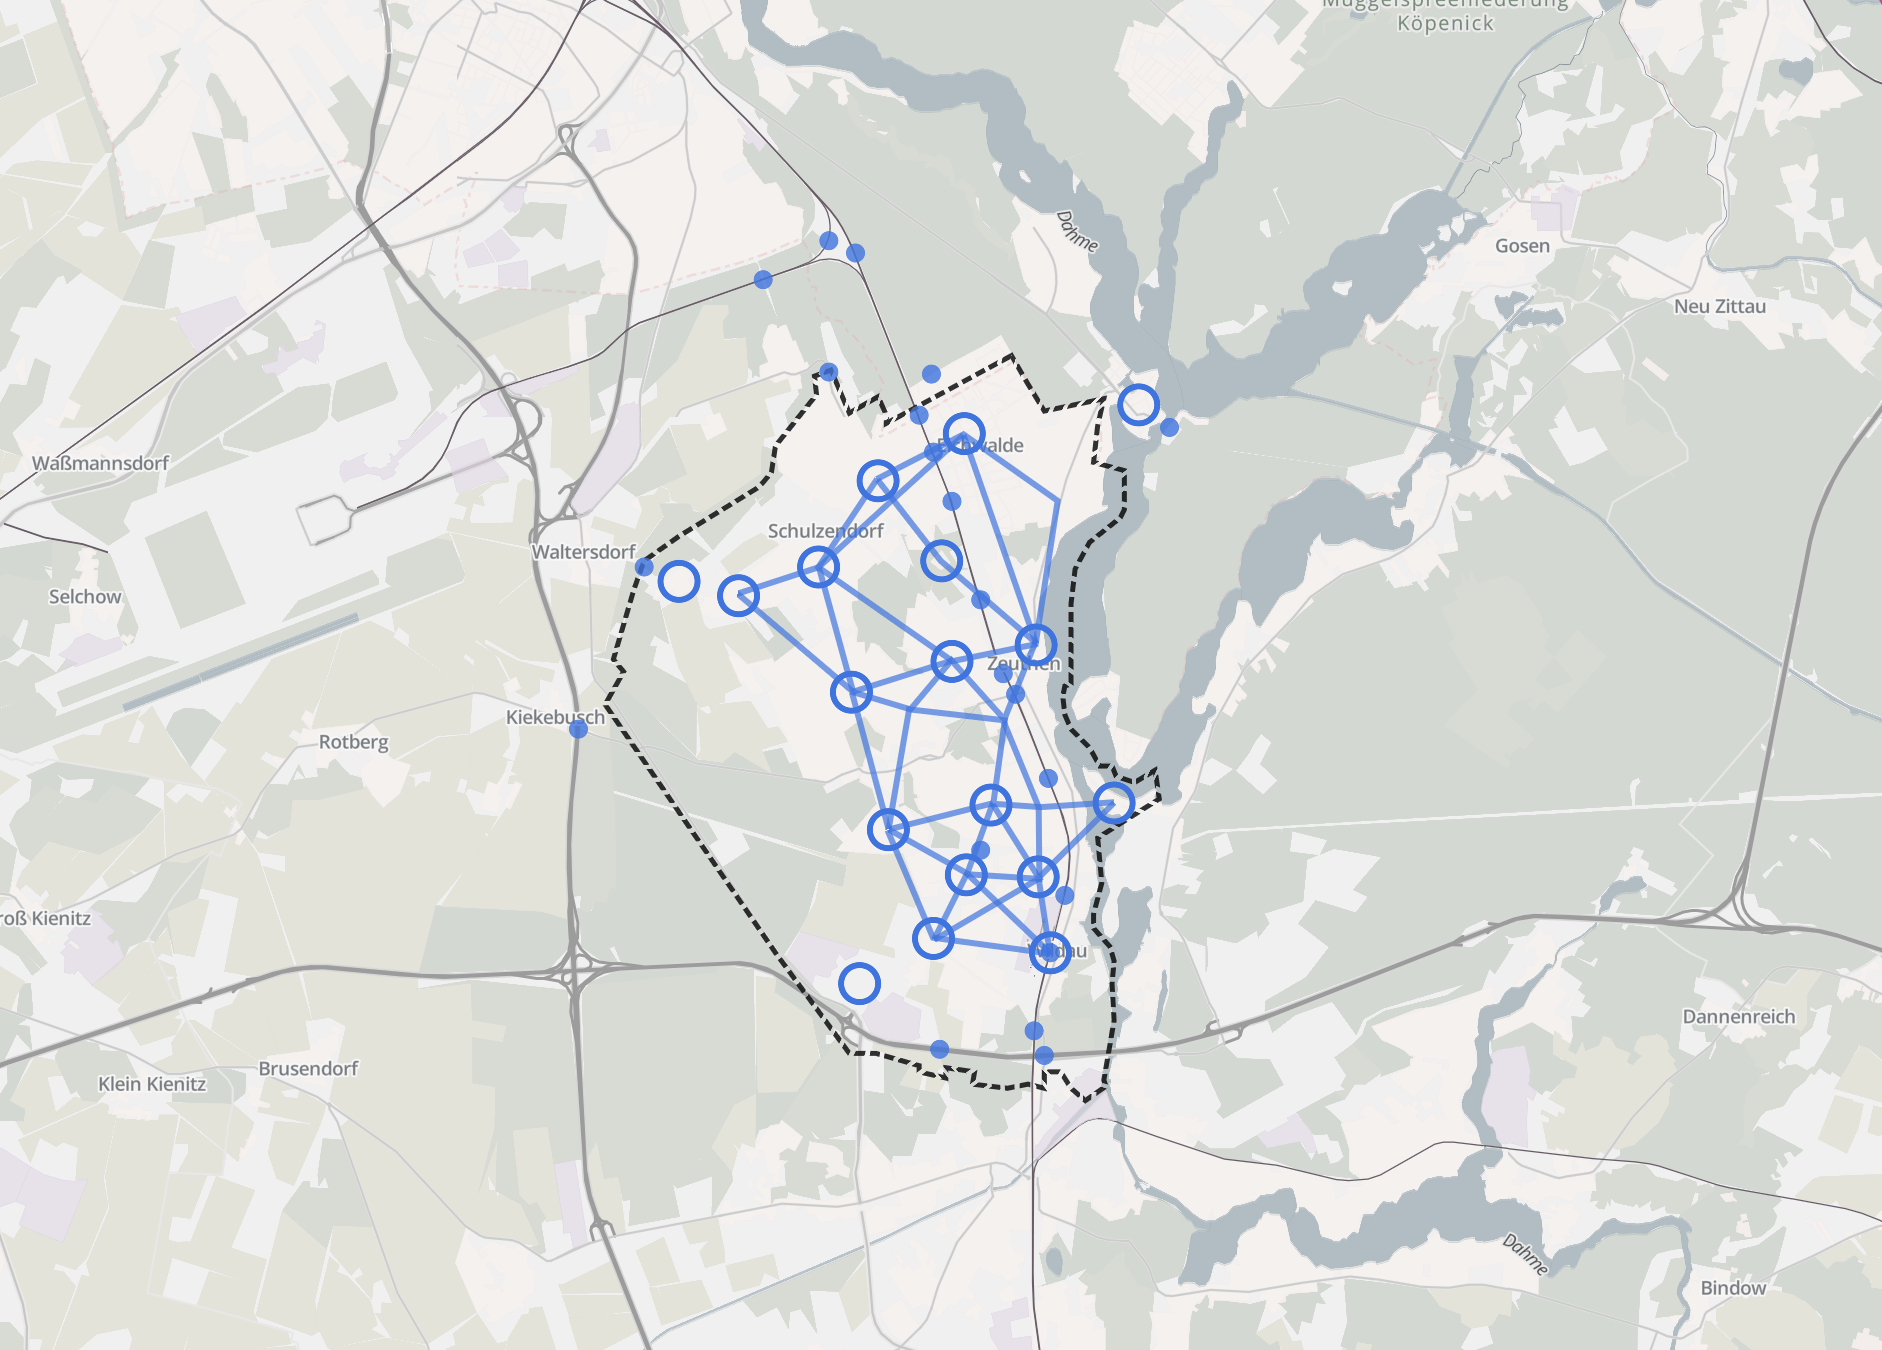 Müggelspreeniederung
Köpenick
Dahme
Gosen
Neu Zittau
Eichwalde
Waßmannsdorf
Schulzendorf
Waltersdorf
Selchow
Zeuthen
Kiekebusch
Rotberg
roß Kienitz
Wildau
Dannenreich
Brusendorf
Klein Kienitz
Dahme
Bindow